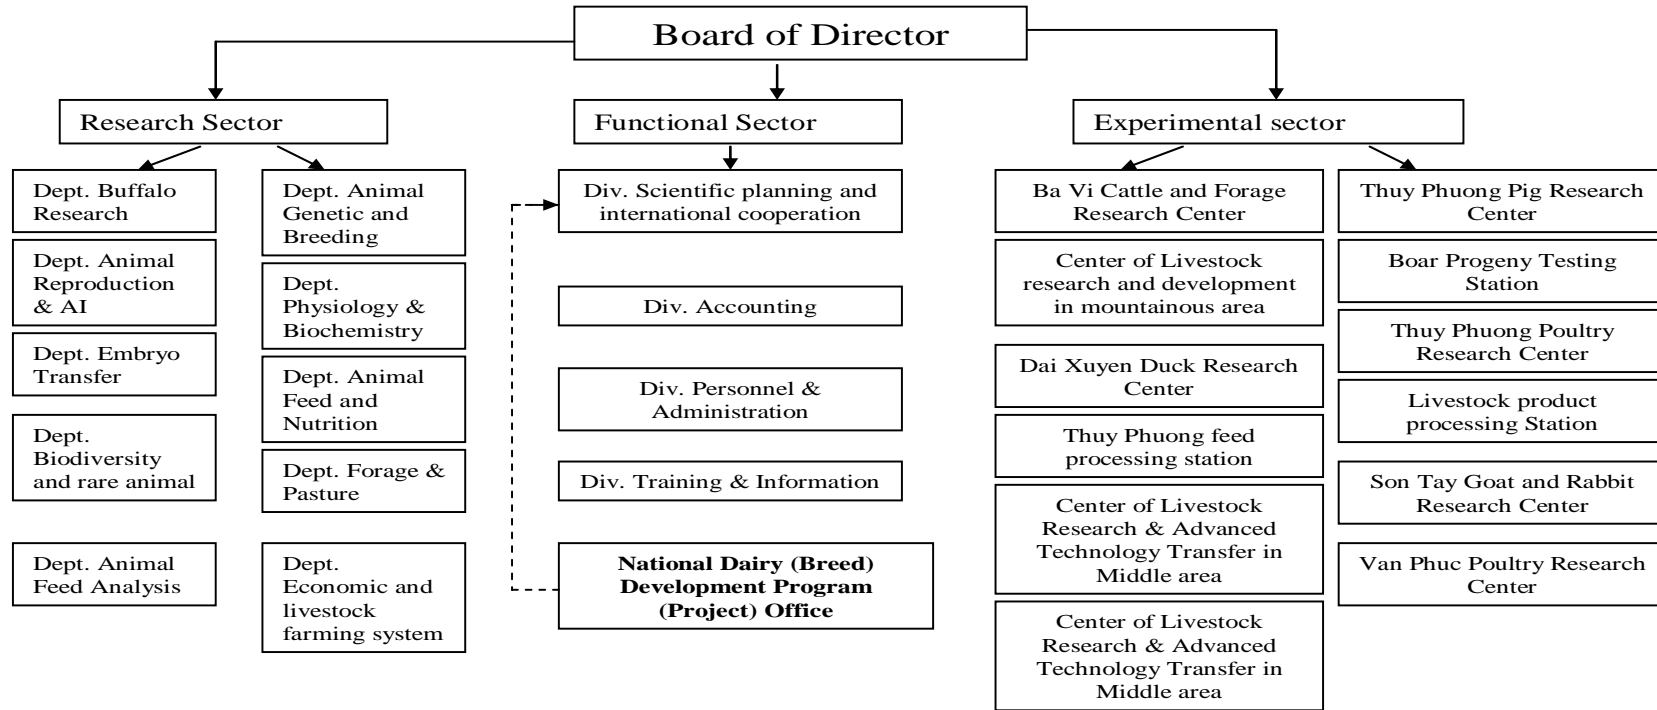 Board of Director
Research Sector
Functional Sector
Experimental sector
Dept. Buffalo
Research
Dept. Animal
Reproduction
& AI
Dept. Embryo
Transfer
Dept.
Biodiversity
and rare animal
Dept. Animal
Feed Analysis
Dept. Animal
Genetic and
Breeding
Dept.
Physiology &
Biochemistry
Dept. Animal
Feed and
Nutrition
Dept. Forage &
Pasture
Dept.
Economic and
livestock
farming system
Div. Scientific planning and
international cooperation
Div. Accounting
Div. Personnel &
Administration
Div. Training & Information
National Dairy (Breed)
Development Program
(Project) Office
Ba Vi Cattle and Forage
Research Center
Center of Livestock
research and development
in mountainous area
Dai Xuyen Duck Research
Center
Thuy Phuong feed
processing station
Center of Livestock
Research & Advanced
Technology Transfer in
Middle area
Center of Livestock
Research & Advanced
Technology Transfer in
Middle area
Thuy Phuong Pig Research
Center
Boar Progeny Testing
Station
Thuy Phuong Poultry
Research Center
Livestock product
processing Station
Son Tay Goat and Rabbit
Research Center
Van Phuc Poultry Research
Center